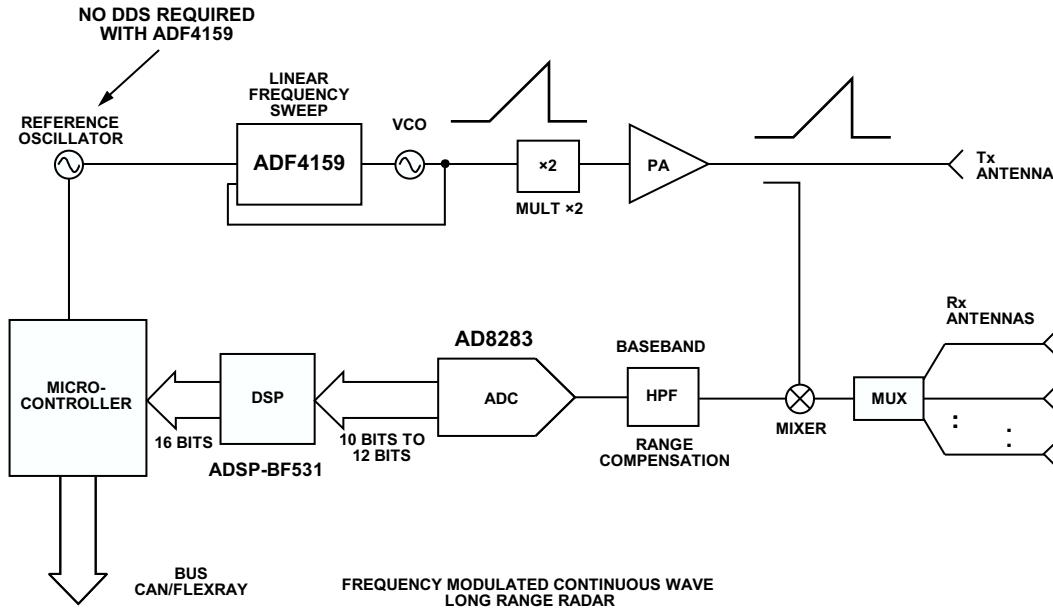 NO DDS REQUIRED
WITH ADF4159
REFERENCE
OSCILLATOR
LINEAR
FREQUENCY
SWEEP
ADF4159
VCO
×2
MULT ×2
PA
Tx
ANTENNA
Rx
ANTENNAS
MICRO-
CONTROLLER
16 BITS
DSP
ADSP-BF531
10 BITS TO
12 BITS
AD8283
ADC
BASEBAND
HPF
RANGE
COMPENSATION
MIXER
MUX
BUS
CAN/FLEXRAY
FREQUENCY MODULATED CONTINUOUS WAVE
LONG RANGE RADAR